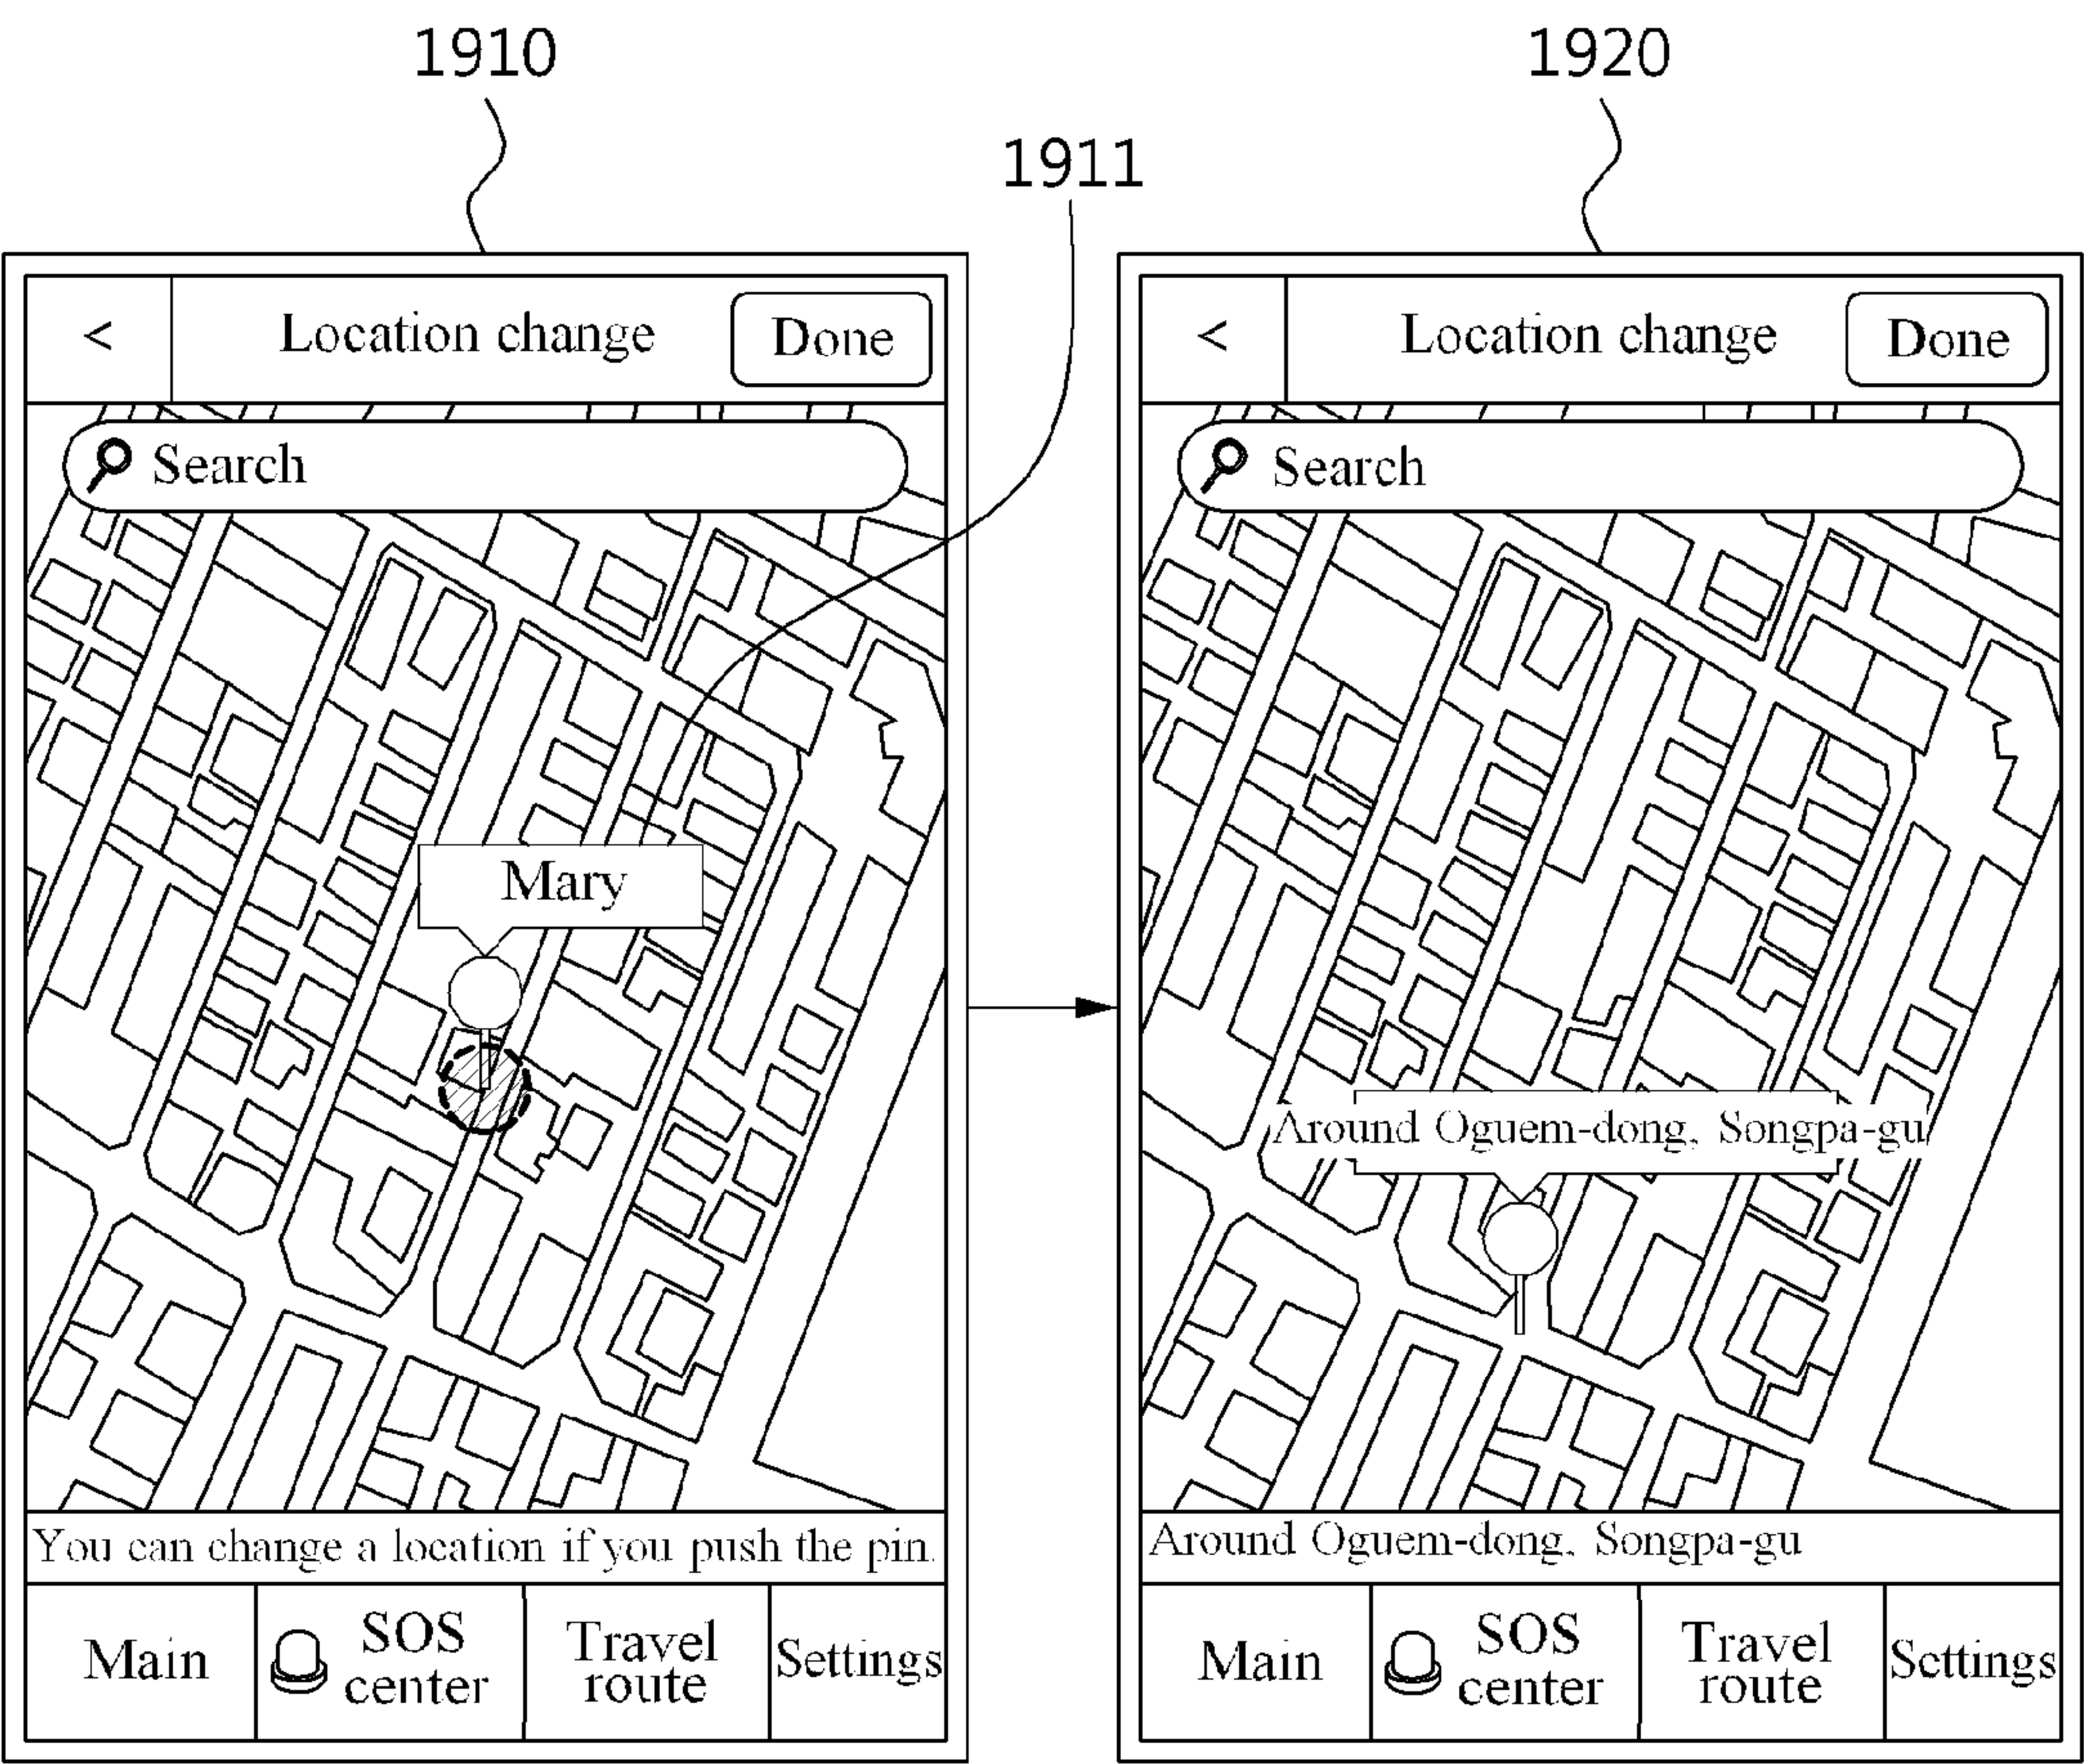 1910
1920
1911
< Location change Done
Search
Mary
You can change a location if you push the pin.
Main
SOS
center
Travel
route
Settings
< Location change Done
Search
Around Oguem-dong, Songpa-gu
Around Oguem-dong, Songpa-gu
Main
SOS
center
Travel
route
Settings